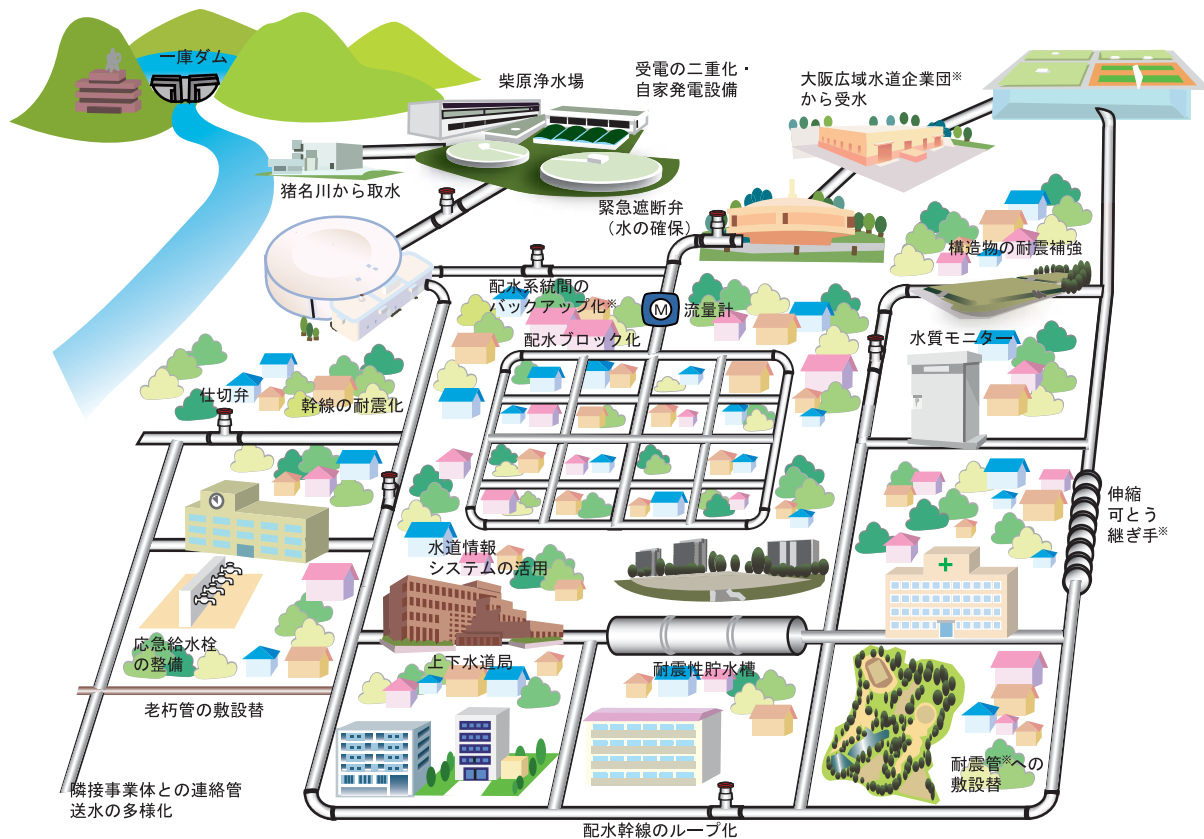 一庫ダム
柴原浄水場
受電の二重化・
自家発電設備
大阪広域水道企業団※
から受水
猪名川から取水
緊急遮断弁
（水の確保）
構造物の耐震補強
配水系統間の
バックアップ化※
M
流量計
配水ブロック化
水質モニター
仕切弁
幹線の耐震化
伸縮
可とう
継ぎ手※
水道情報
システムの活用
応急給水栓
の整備
上下水道局
耐震性貯水槽
老朽管の敷設替
耐震管※への
敷設替
隣接事業体との連絡管
送水の多様化
配水幹線のループ化